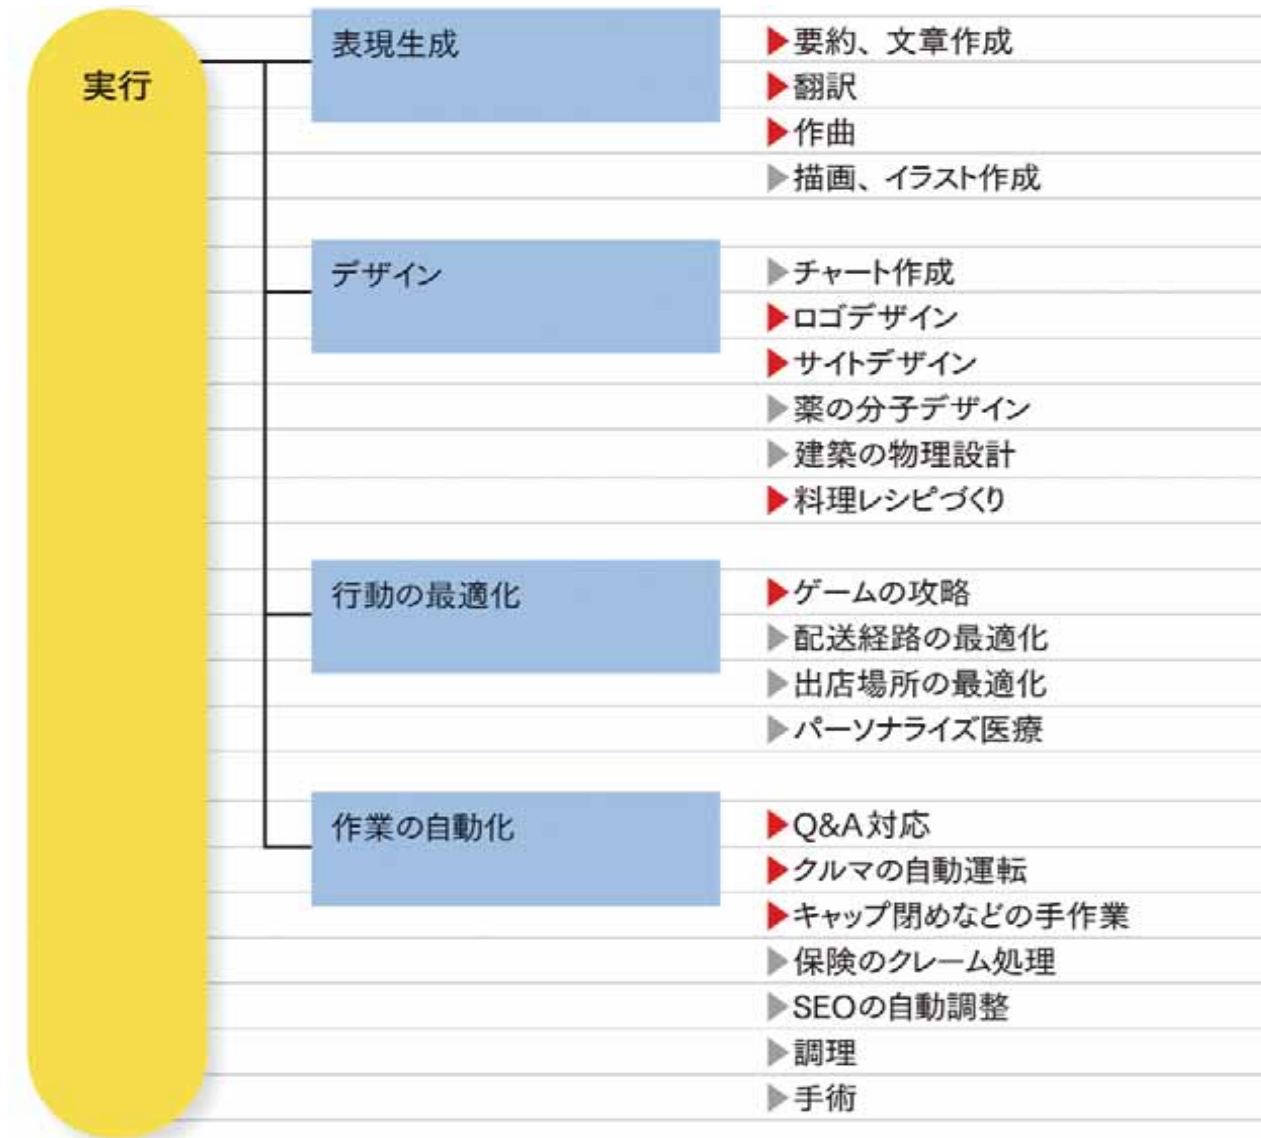 実行
表現生成
▶要約、文章作成
▶翻訳
▶作曲
▶描画、イラスト作成
デザイン
▶チャート作成
▶ロゴデザイン
▶サイトデザイン
▶薬の分子デザイン
▶建築の物理設計
▶料理レシピづくり
行動の最適化
▶ゲームの攻略
▶配送経路の最適化
▶出店場所の最適化
▶パーソナライズ医療
作業の自動化
▶Q&A対応
▶クルマの自動運転
▶キャップ閉めなどの手作業
▶保険のクレーム処理
▶SEOの自動調整
▶調理
▶手術